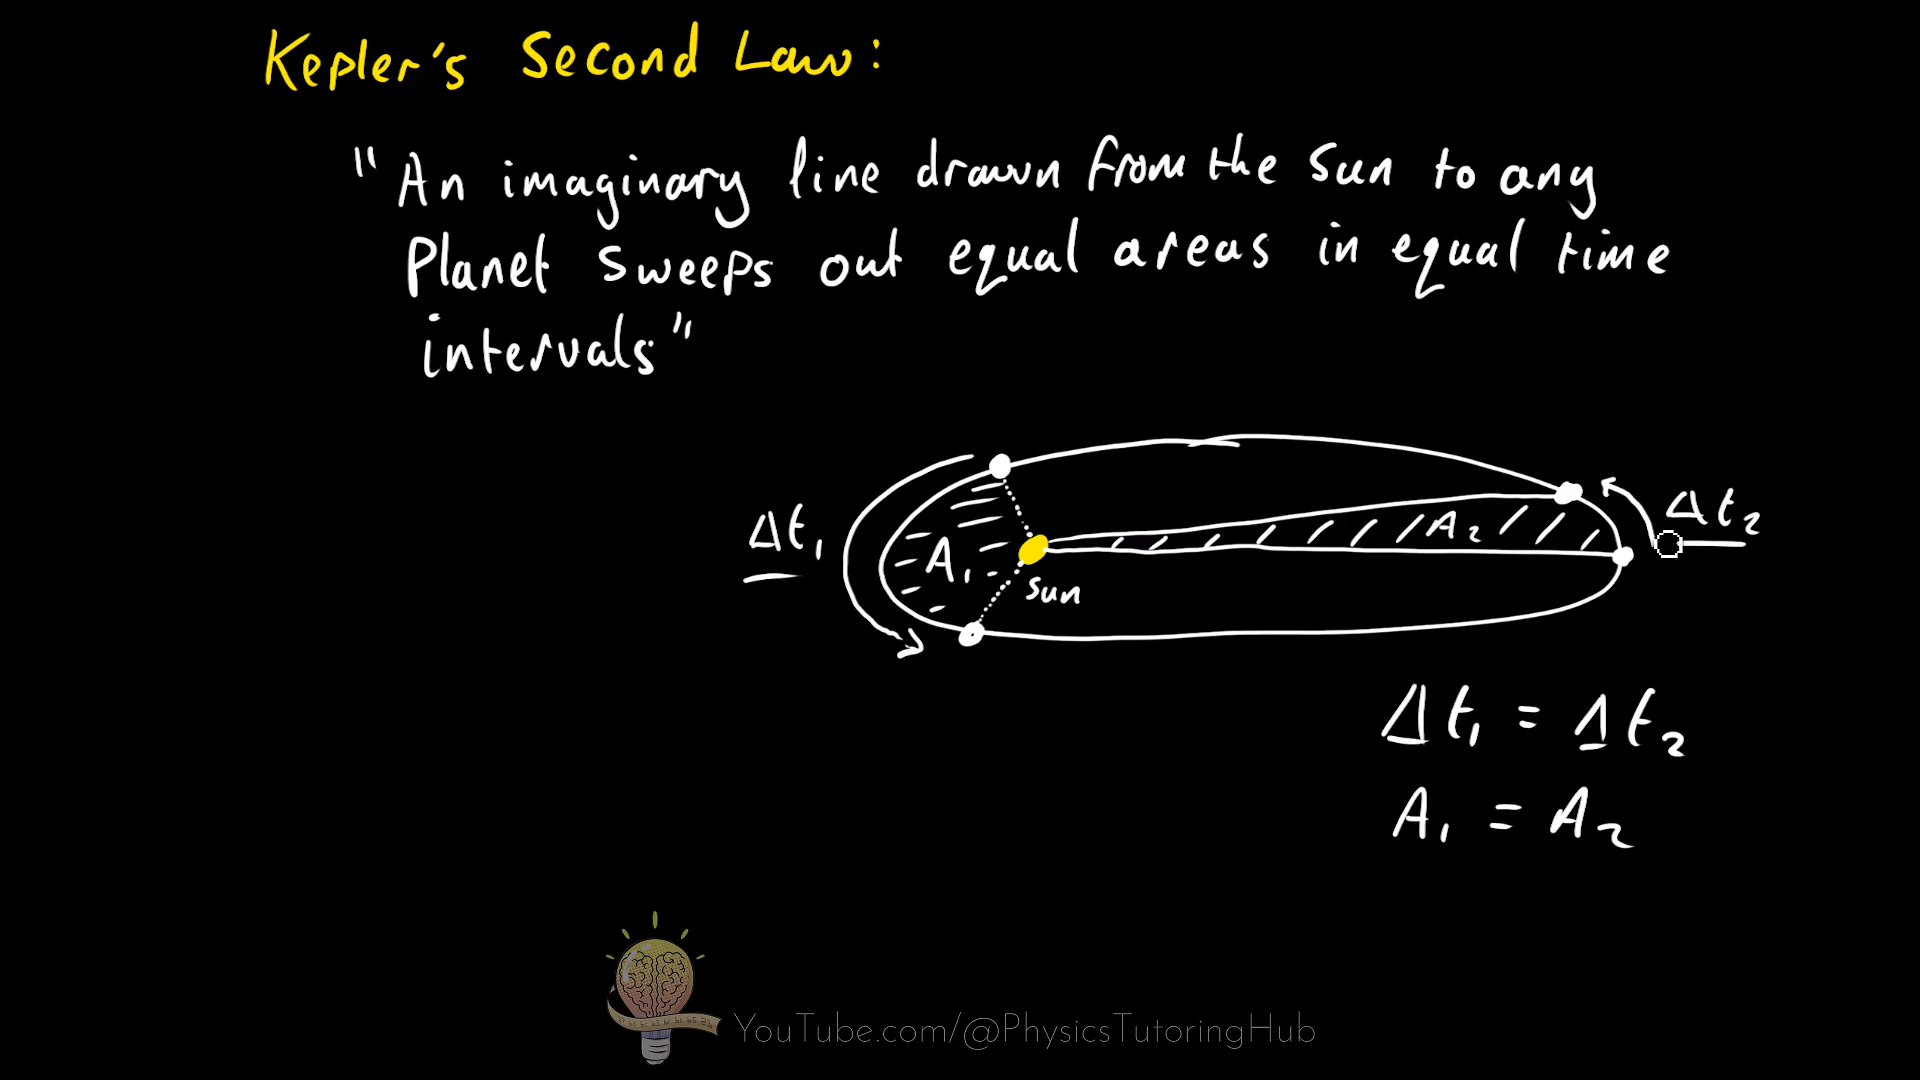 Kepler's Second Law:
"An imaginary line drawn from the Sun to any
Planet sweeps out equal areas in equal time
intervals"
Δt₁
A₁
sun
A₂
Δt₂
Δt₁ = Δt₂
A₁ = A₂
YouTube.com/@PhysicsTutoringHub